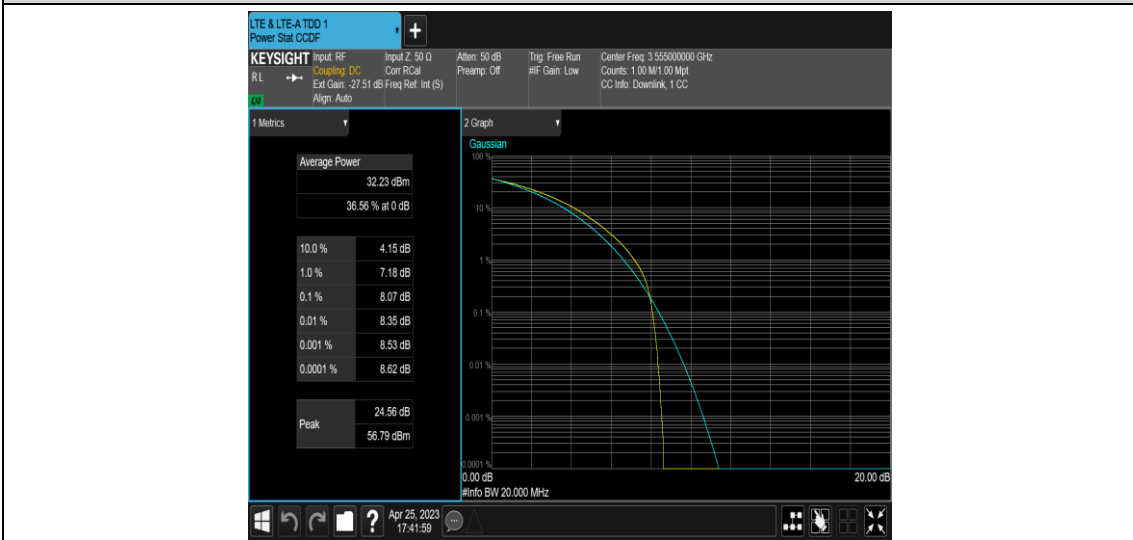 LTE & LTE-A TDD 1
Power Stat CCDF
KEYSIGHT
R L
LXI
Input: RF
Coupling: DC
Ext Gain: -27.51 dB
Align: Auto
Input Z: 50 Ω
Corr RCal
Freq Ref: Int (S)
Atten: 50 dB
Preamp: Off
Trig: Free Run
#IF Gain: Low
Center Freq: 3.555000000 GHz
Counts: 1.00 M/1.00 Mpt
CC Info: Downlink, 1 CC
1 Metrics
Average Power
32.23 dBm
36.56 % at 0 dB
10.0 % 4.15 dB
1.0 % 7.18 dB
0.1 % 8.07 dB
0.01 % 8.35 dB
0.001 % 8.53 dB
0.0001 % 8.62 dB
Peak
24.56 dB
56.79 dBm
2 Graph
Gaussian
100 %
10 %
1 %
0.1 %
0.01 %
0.001 %
0.0001 %
0.00 dB 20.00 dB
#Info BW 20.000 MHz
Apr 25, 2023
17:41:59